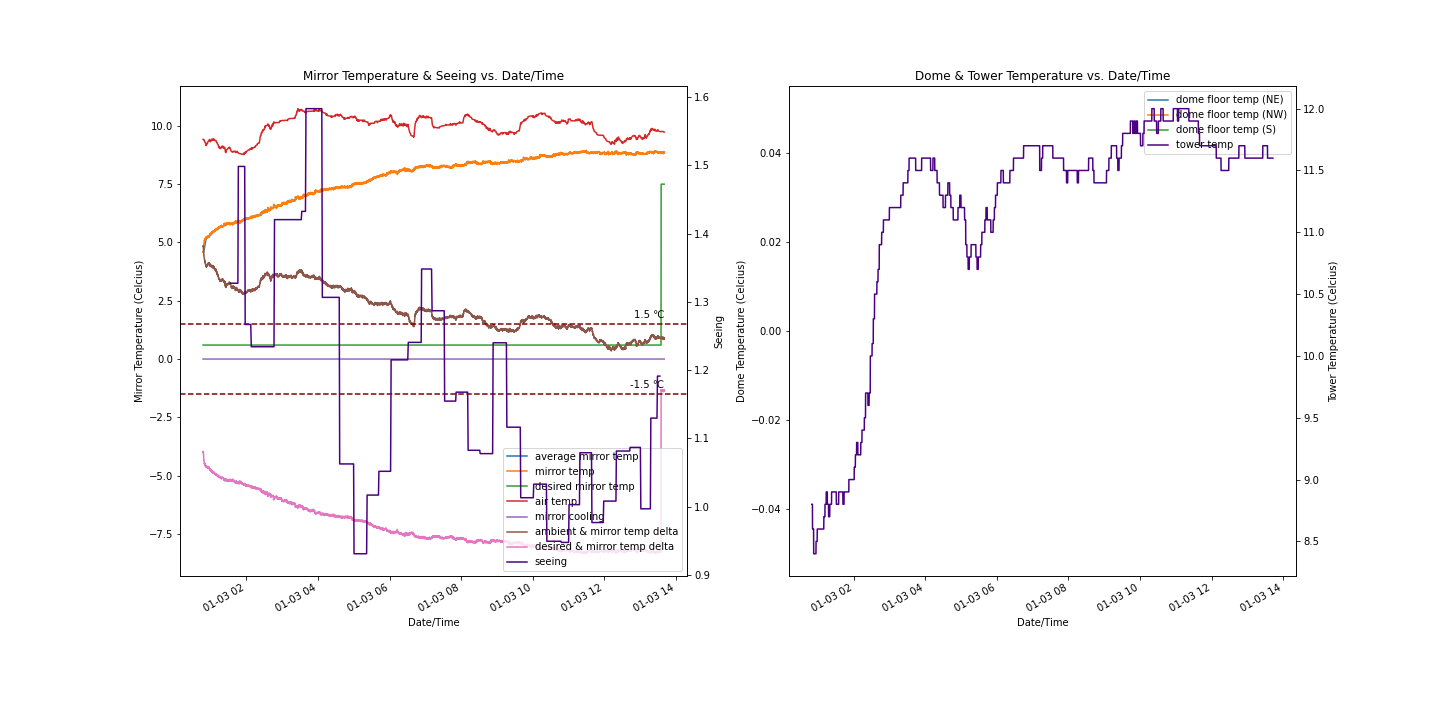 Mirror Temperature & Seeing vs. Date/Time
Mirror Temperature (Celcius)
10.0
7.5
5.0
2.5
0.0
−2.5
−5.0
−7.5
1.6
1.5
1.4
1.3
1.2
1.1
1.0
0.9
Seeing
1.5 °C
-1.5 °C
average mirror temp
mirror temp
desired mirror temp
air temp
mirror cooling
ambient & mirror temp delta
desired & mirror temp delta
seeing
01-03 02
01-03 04
01-03 06
01-03 08
01-03 10
01-03 12
01-03 14
Date/Time
Dome & Tower Temperature vs. Date/Time
Dome Temperature (Celcius)
0.04
0.02
0.00
−0.02
−0.04
dome floor temp (NE)
dome floor temp (NW)
dome floor temp (S)
tower temp
12.0
11.5
11.0
10.5
10.0
9.5
9.0
8.5
Tower Temperature (Celcius)
01-03 02
01-03 04
01-03 06
01-03 08
01-03 10
01-03 12
01-03 14
Date/Time